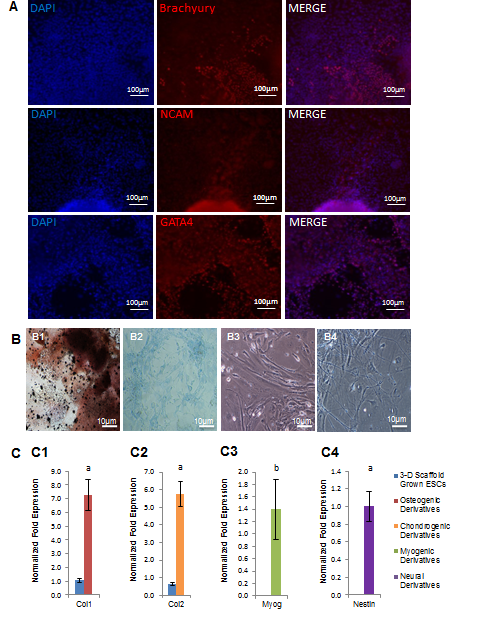 A
DAPI
Brachyury
MERGE
100µm
100µm
100µm
DAPI
NCAM
MERGE
100µm
100µm
100µm
DAPI
GATA4
MERGE
100µm
100µm
100µm
B
B1
B2
B3
B4
10µm
10µm
10µm
10µm
C
C1
C2
C3
C4
Normalized Fold Expression
9.0
8.0
7.0
6.0
5.0
4.0
3.0
2.0
1.0
0.0
a
Col1
Normalized Fold Expression
7.0
6.0
5.0
4.0
3.0
2.0
1.0
0.0
a
Col2
Normalized Fold Expression
2.0
1.8
1.6
1.4
1.2
1.0
0.8
0.6
0.4
0.2
0.0
b
Myog
Normalized Fold Expression
1.4
1.2
1.0
0.8
0.6
0.4
0.2
0.0
a
Nestin
3-D Scaffold
Grown ESCs
Osteogenic
Derivatives
Chondrogenic
Derivatives
Myogenic
Derivatives
Neural
Derivatives